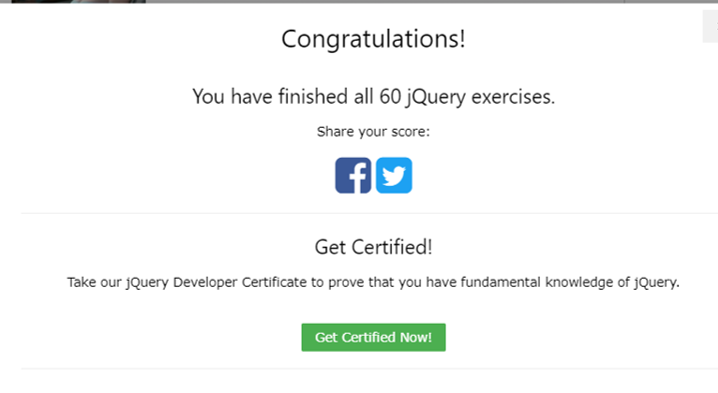 Congratulations!
You have finished all 60 jQuery exercises.
Share your score:
Get Certified!
Take our jQuery Developer Certificate to prove that you have fundamental knowledge of jQuery.
Get Certified Now!